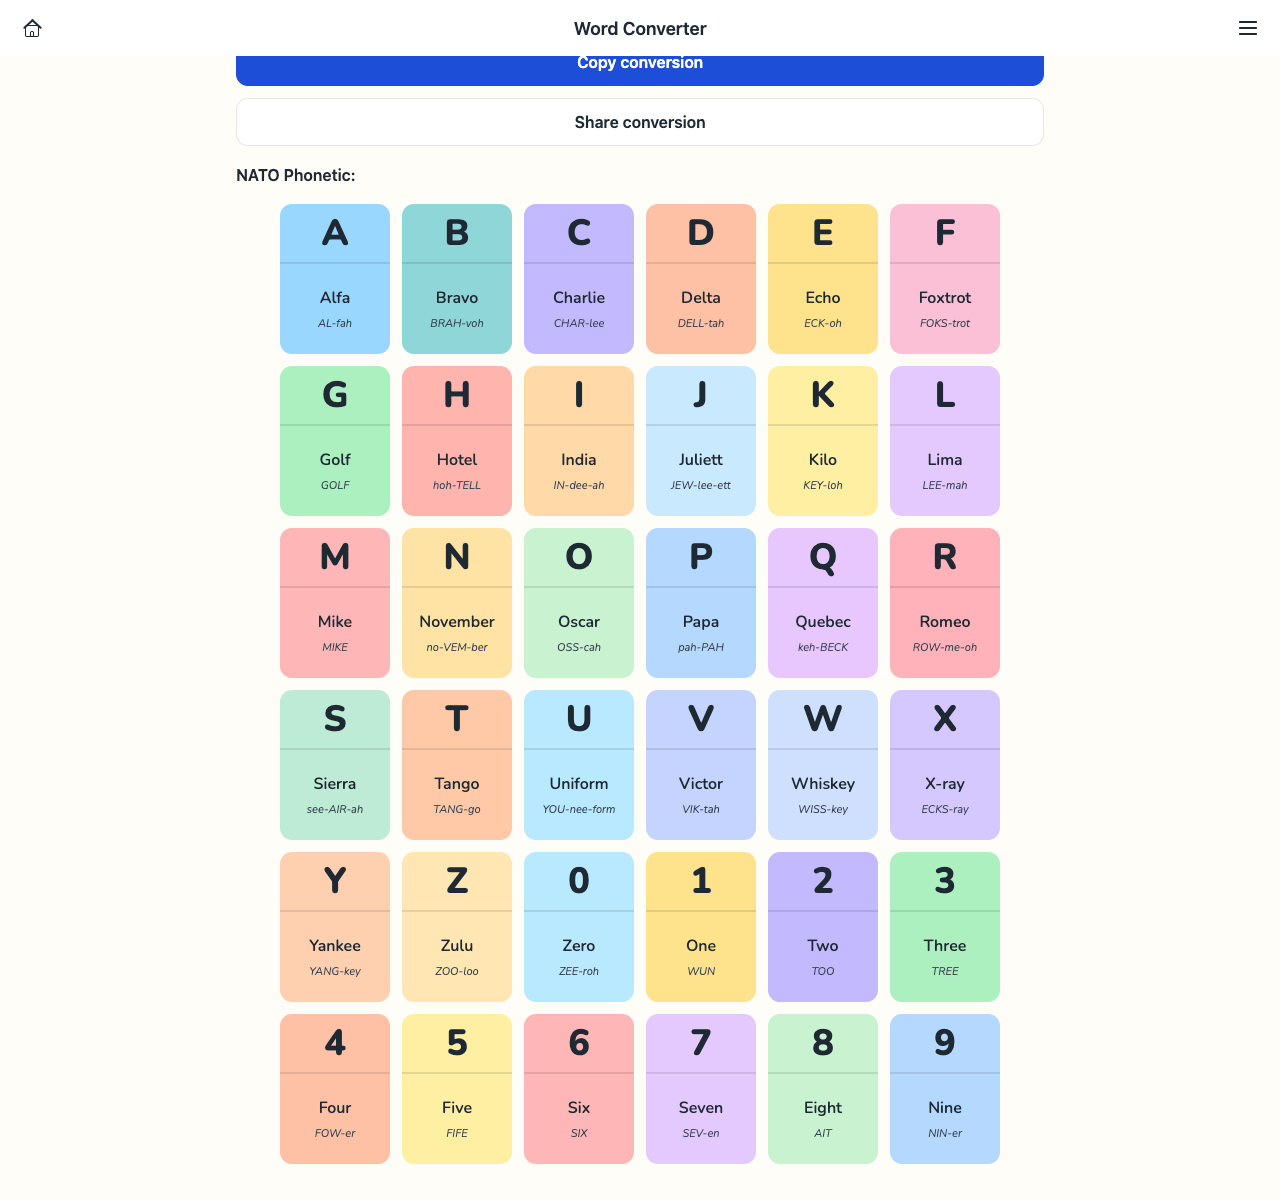 Word Converter
Copy conversion
Share conversion
NATO Phonetic:
A B C D E F
Alfa Bravo Charlie Delta Echo Foxtrot
AL-fah BRAH-voh CHAR-lee DELL-tah ECK-oh FOKS-trot
G H I J K L
Golf Hotel India Juliett Kilo Lima
GOLF hoh-TELL IN-dee-ah JEW-lee-ett KEY-loh LEE-mah
M N O P Q R
Mike November Oscar Papa Quebec Romeo
MIKE no-VEM-ber OSS-cah pah-PAH keh-BECK ROW-me-oh
S T U V W X
Sierra Tango Uniform Victor Whiskey X-ray
see-AIR-ah TANG-go YOU-nee-form VIK-tah WISS-key ECKS-ray
Y Z 0 1 2 3
Yankee Zulu Zero One Two Three
YANG-key ZOO-loo ZEE-roh WUN TOO TREE
4 5 6 7 8 9
Four Five Six Seven Eight Nine
FOW-er FIFE SIX SEV-en AIT NIN-er